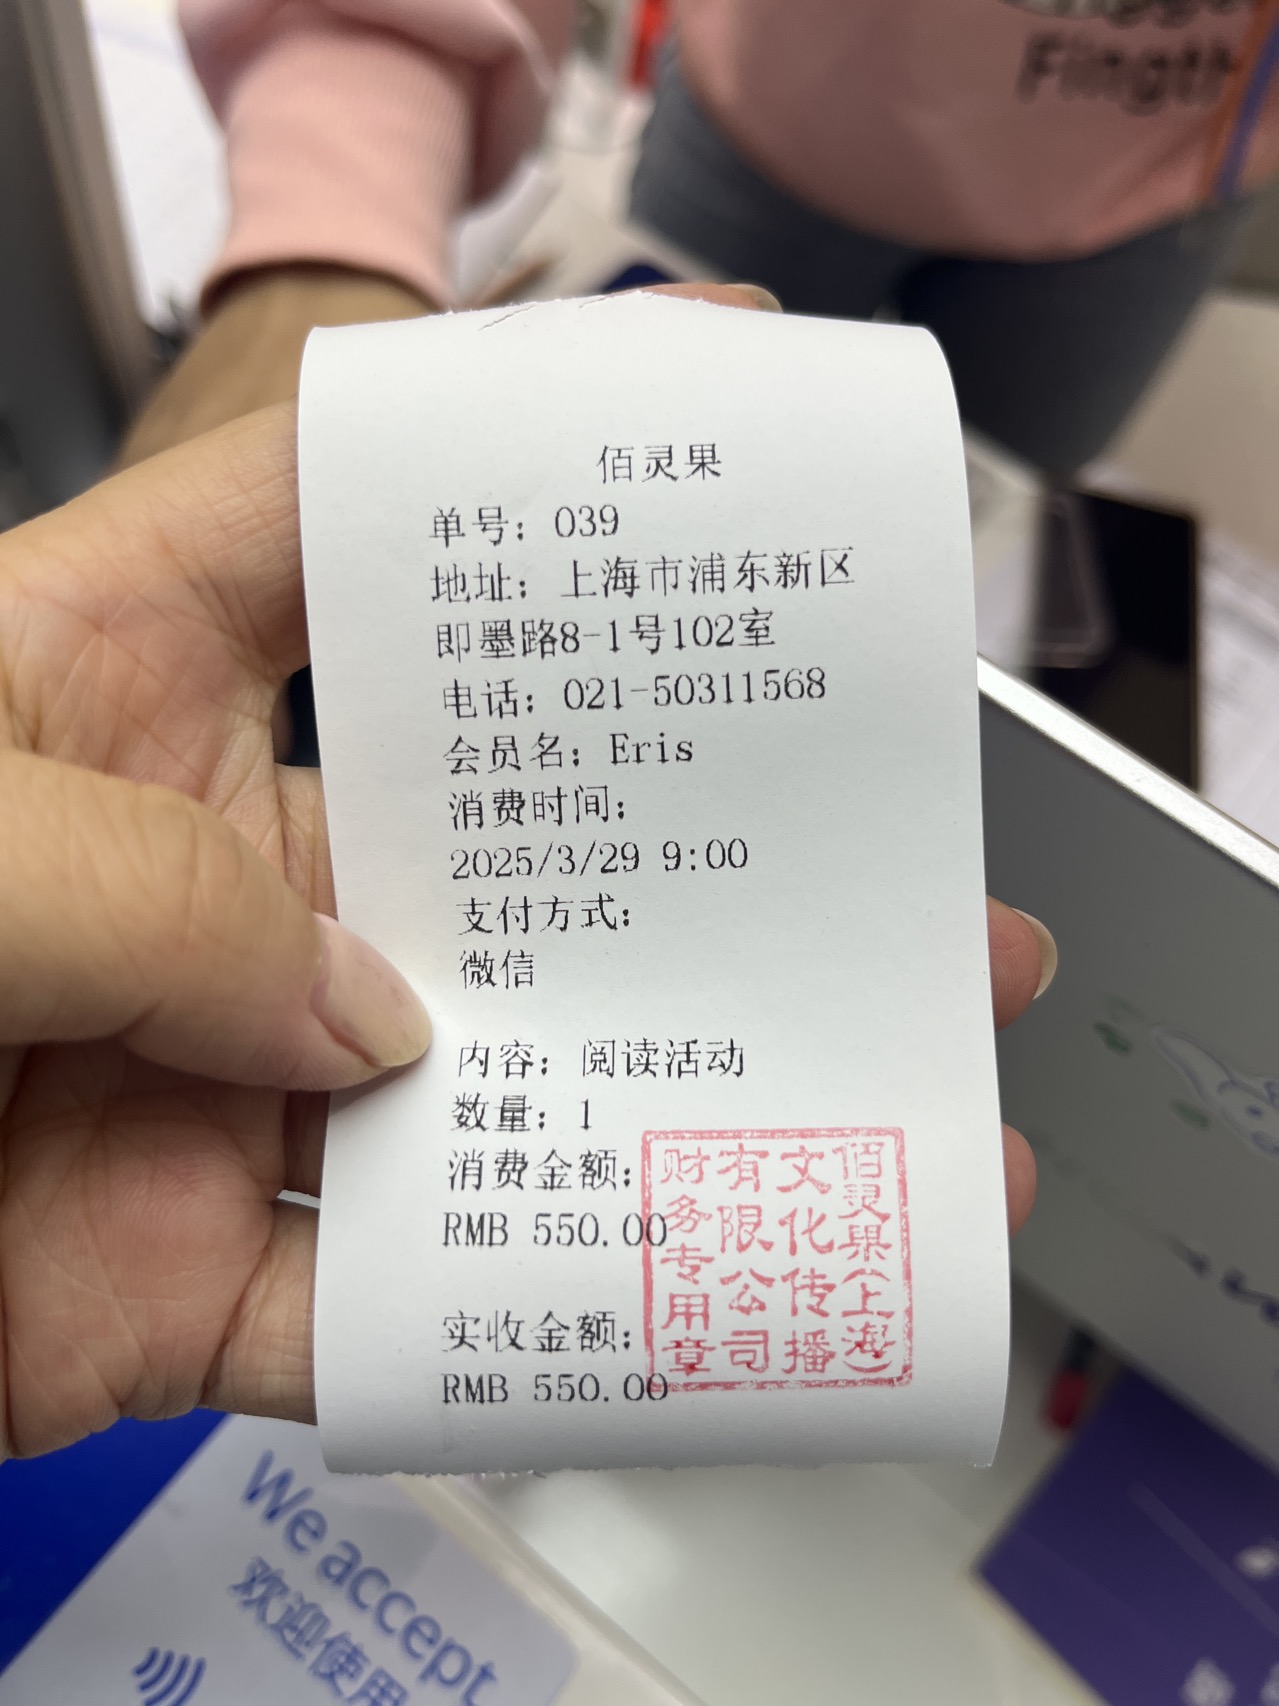 佰灵果
单号：039
地址：上海市浦东新区
即墨路8-1号102室
电话：021-50311568
会员名：Eris
消费时间：
2025/3/29 9:00
支付方式：
微信
内容：阅读活动
数量：1
消费金额：
RMB 550.00
实收金额：
RMB 550.00
佰灵果(上海)
文化传播
有限公司
财务专用章
We accept
欢迎使用